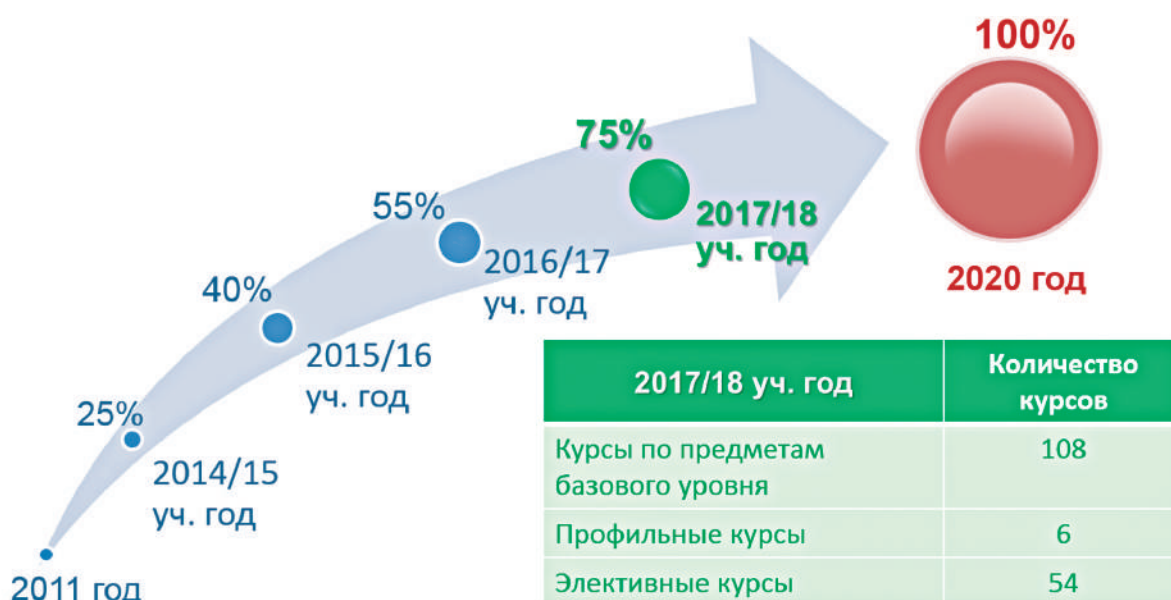 100%
75%
2017/18
уч. год
2020 год
55%
2016/17
уч. год
40%
2015/16
уч. год
25%
2014/15
уч. год
2011 год
2017/18 уч. год
Количество
курсов
Курсы по предметам
базового уровня
108
Профильные курсы
6
Элективные курсы
54